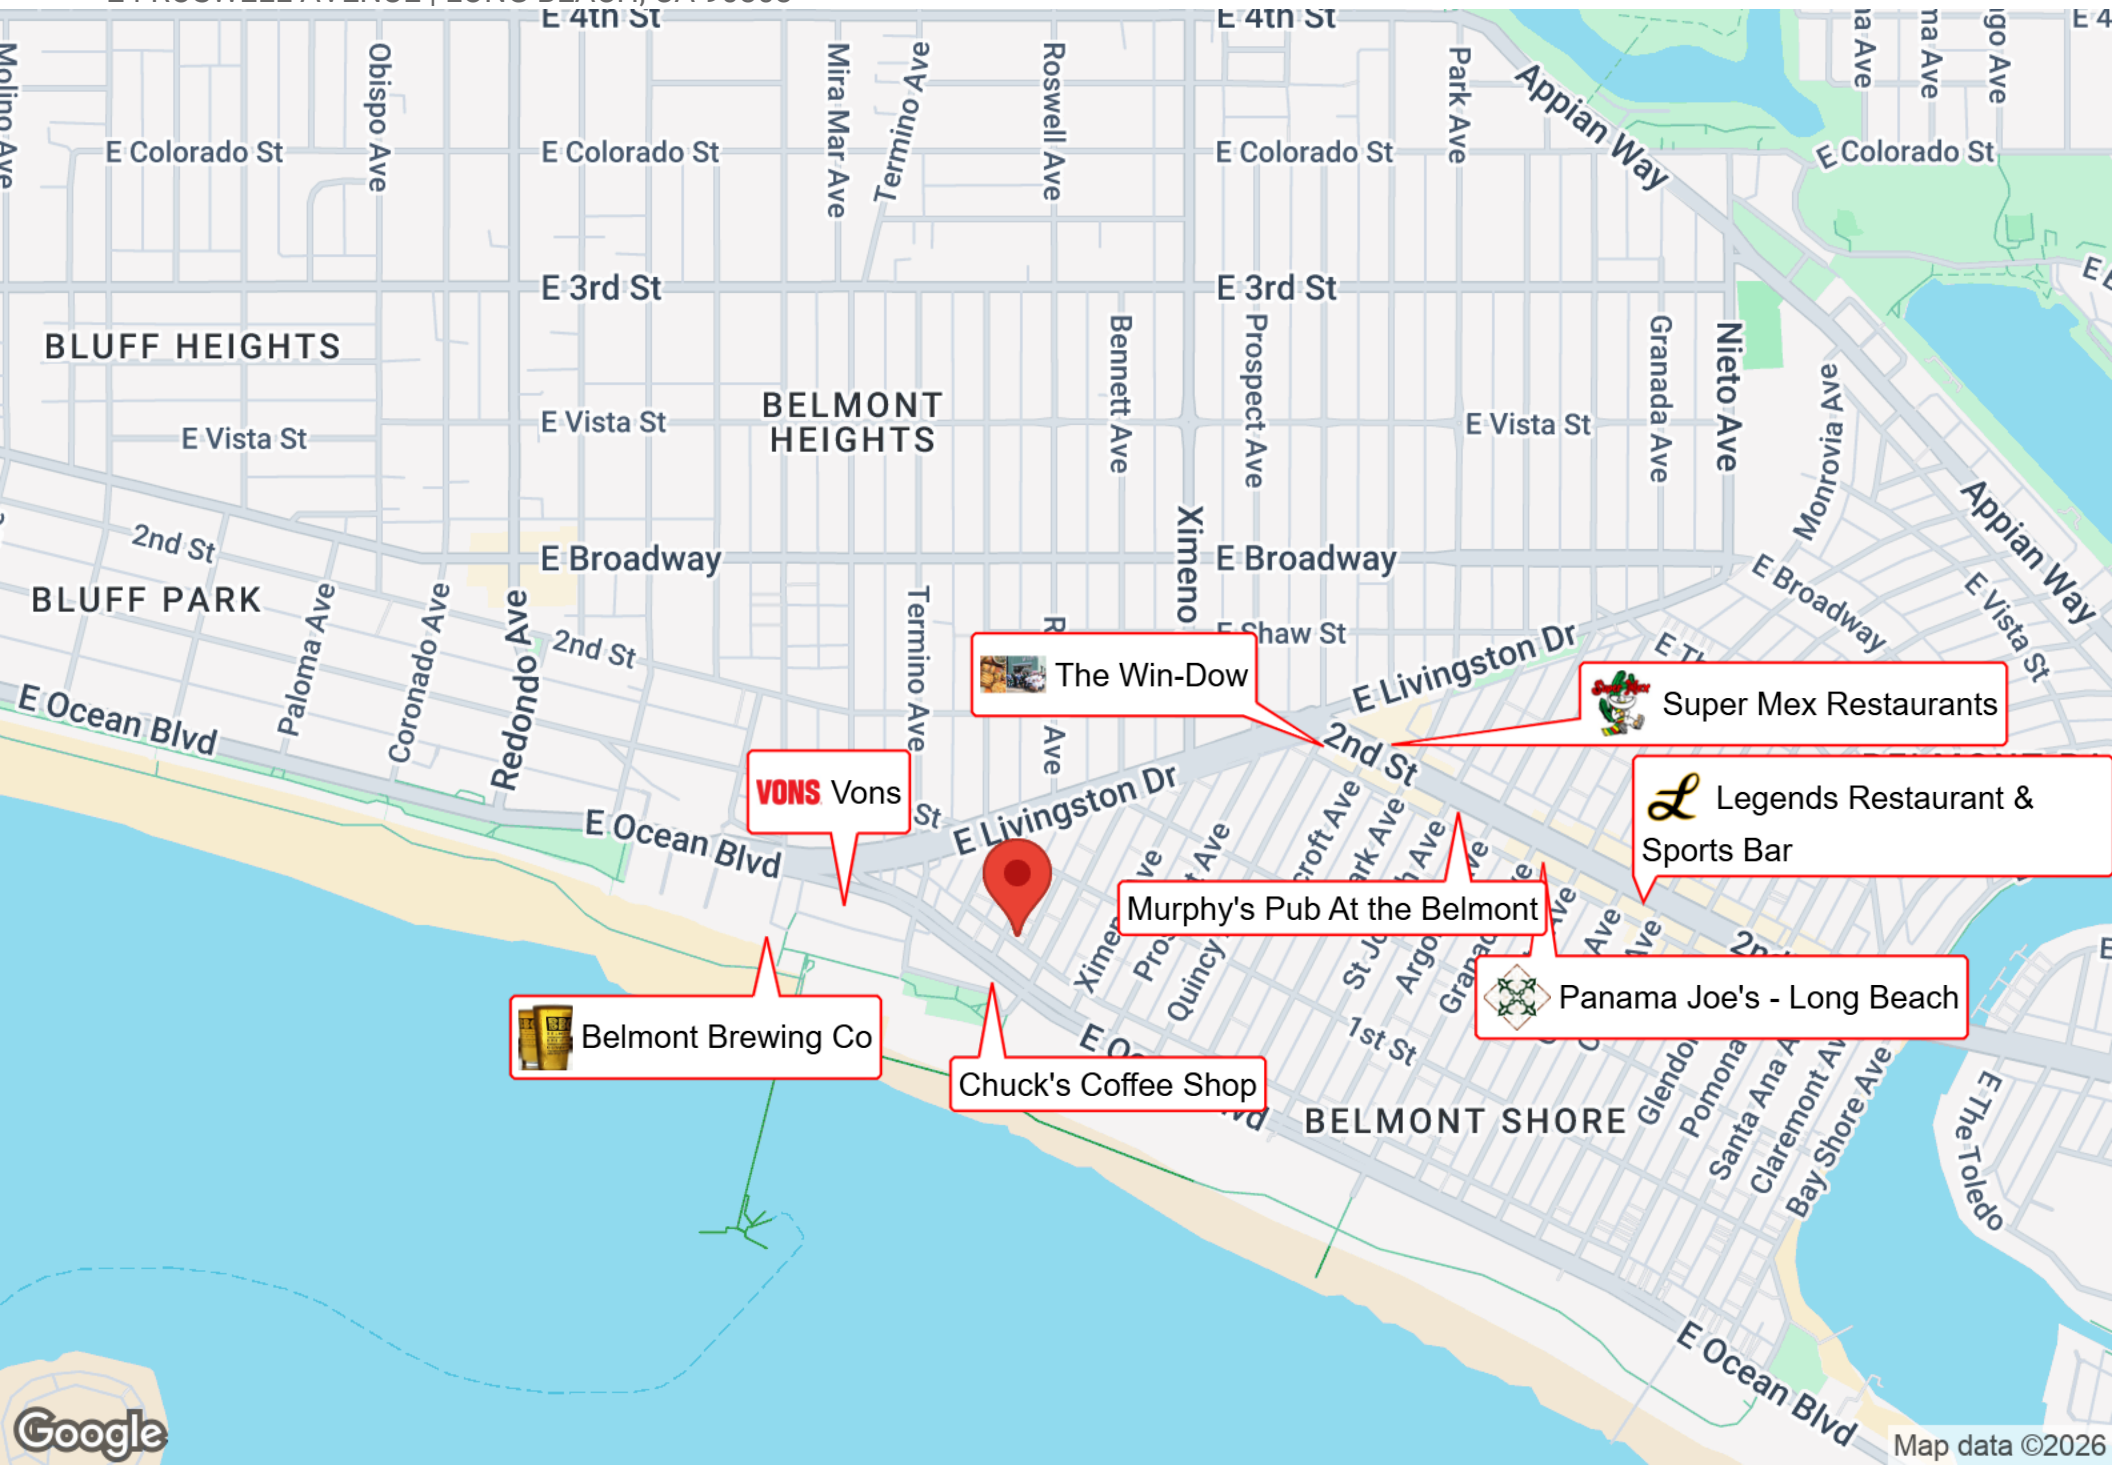 E 4th St
E 4th St
E 4
Molino Ave
Obispo Ave
Mira Mar Ave
Termino Ave
Roswell Ave
Park Ave
Appian Way
E Colorado St
E Colorado St
E Colorado St
E Colorado St
E 3rd St
E 3rd St
BLUFF HEIGHTS
BELMONT
HEIGHTS
Bennett Ave
Prospect Ave
Granada Ave
Nieto Ave
Monrovia Ave
E Vista St
E Vista St
E Vista St
Appian Way
Ximeno
2nd St
E Broadway
E Broadway
E Broadway
E Vista St
BLUFF PARK
Paloma Ave
Coronado Ave
Redondo Ave
2nd St
Termino Ave
E Shaw St
E Livingston Dr
The Win-Dow
Super Mex Restaurants
E Ocean Blvd
Ave
2nd St
VONS Vons
St
E Livingston Dr
Legends Restaurant &
Sports Bar
E Ocean Blvd
Murphy's Pub At the Belmont
Quincy
1st St
Panama Joe's - Long Beach
Belmont Brewing Co
Chuck's Coffee Shop
BELMONT SHORE
Pomona
Santa Ana A
Claremont Av
Bay Shore Ave
E The Toledo
E Ocean Blvd
Google
Map data ©2026